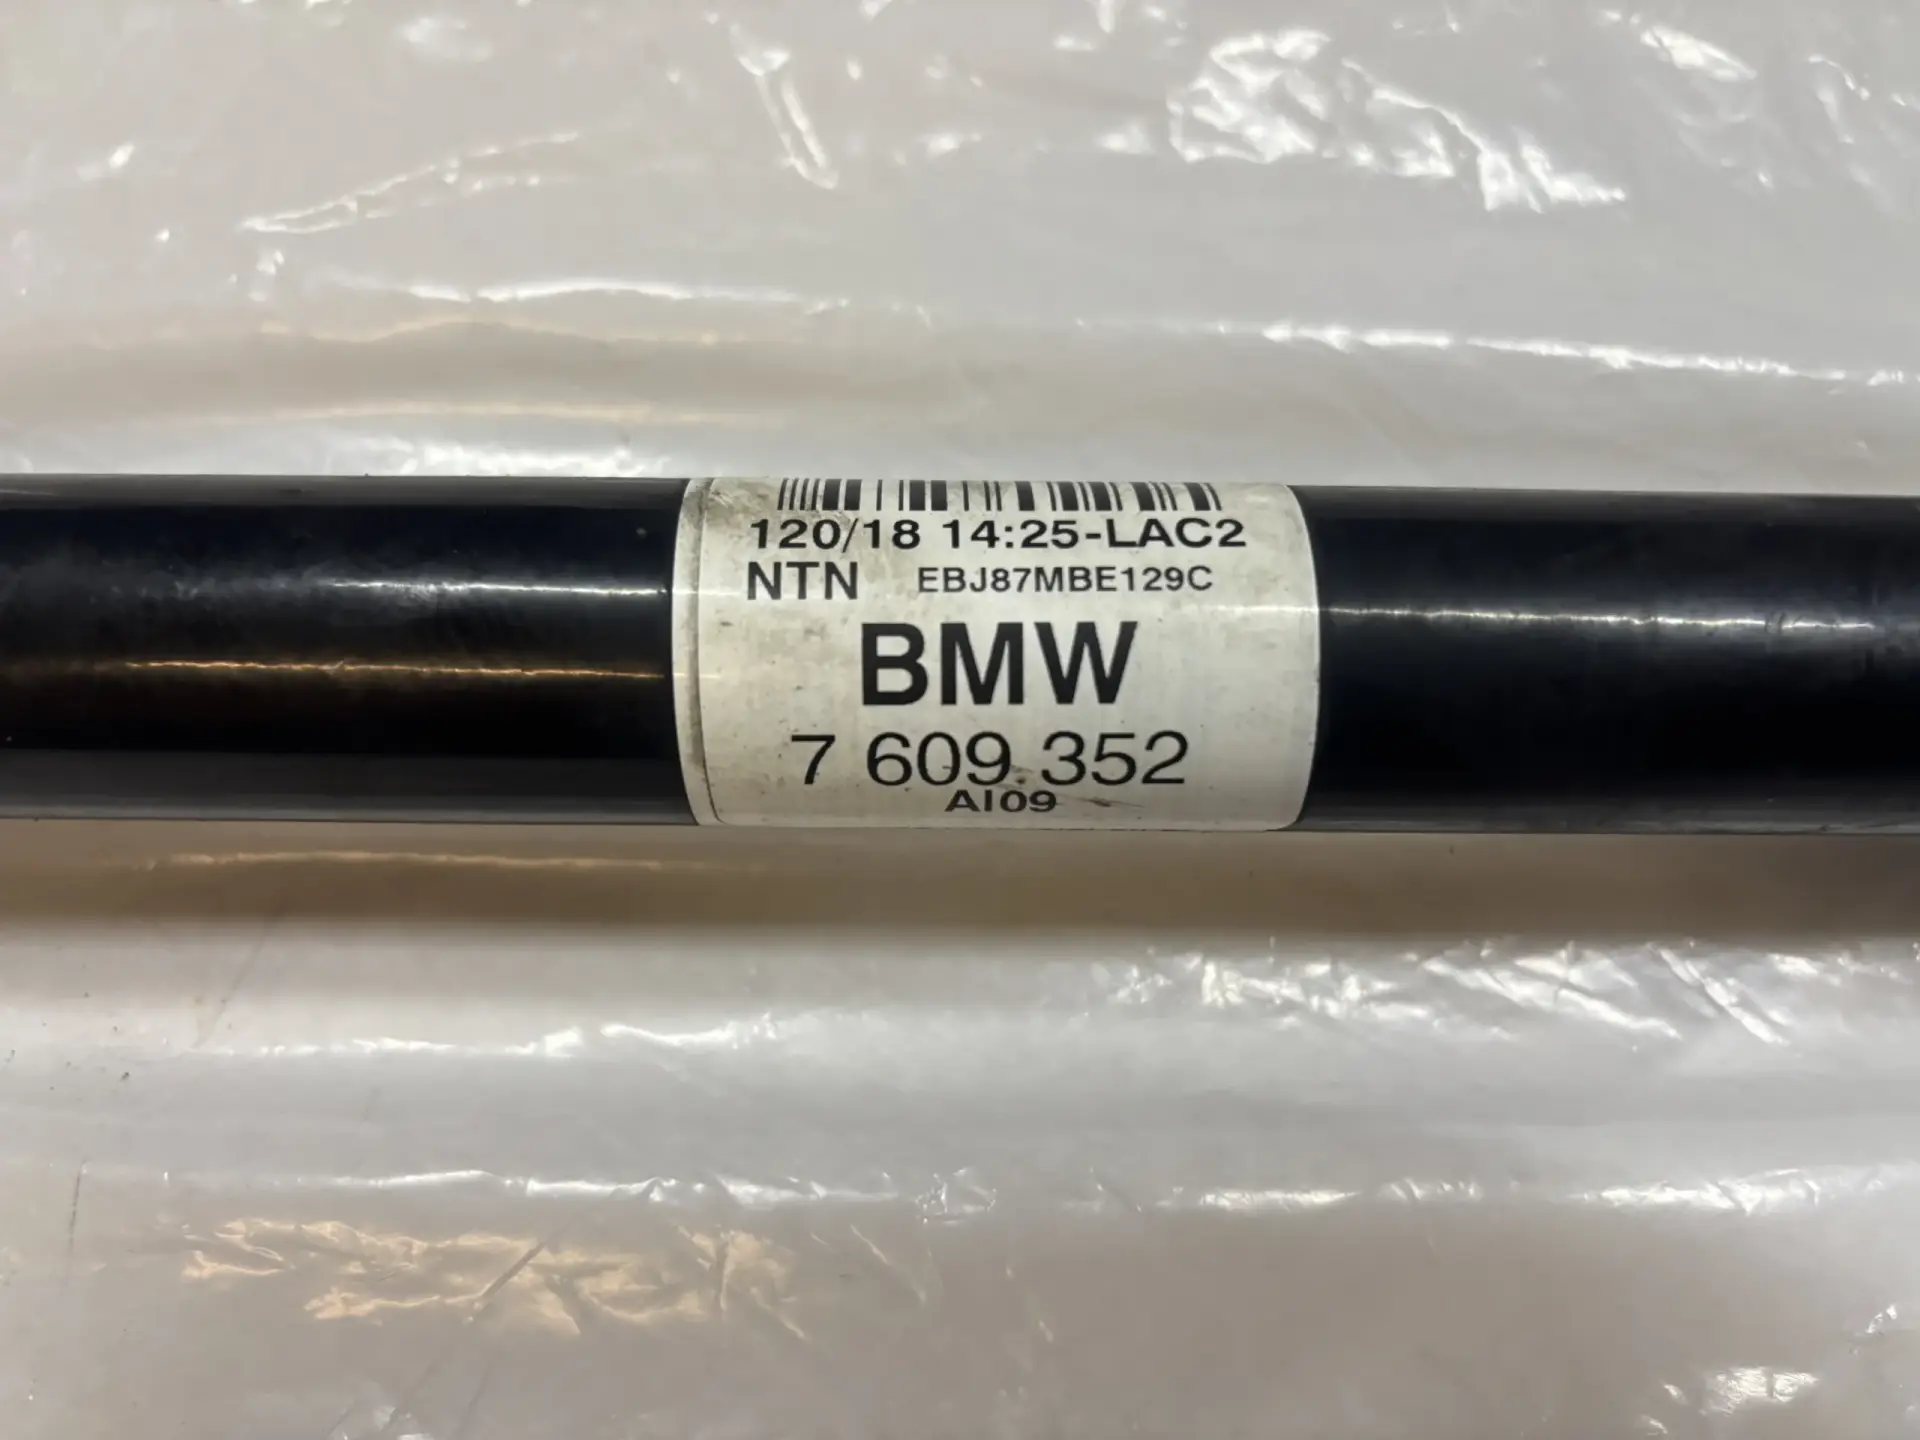 120/18 14:25-LAC2
NTN EBJ87MBE129C
BMW
7 609 352
AI09